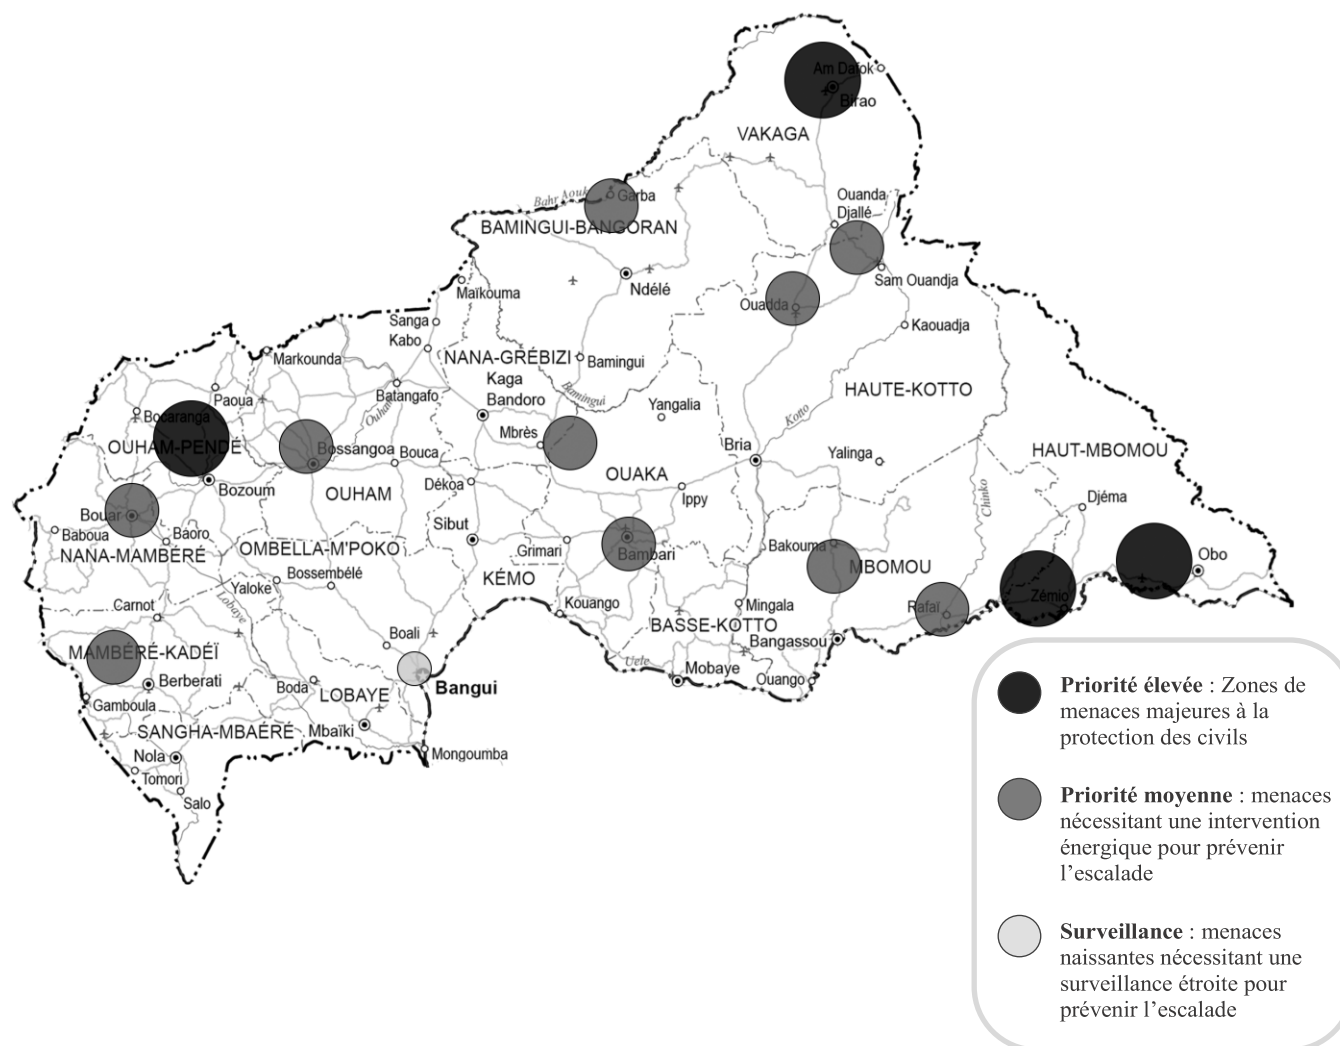 Am Dafok
Birao
VAKAGA
Bahr Aouk
Garba
Ouanda
Djallé
BAMINGUI-BANGORAN
Sam Ouandja
Ndélé
Maïkouma
Ouadda
Sanga
Kabo
Kaouadja
Markounda
NANA-GRÉBIZI
Bamingui
Kaga
Bandoro
HAUTE-KOTTO
Paoua
Batangafo
Bamingui
Bocaranga
Ouham
Yangalia
Kotto
Mbrès
OUHAM-PENDÉ
Bossangoa
Bouca
Bria
Yalinga
HAUT-MBOMOU
OUAKA
Bozoum
OUHAM
Dékoa
Ippy
Chinko
Djéma
Bouar
Baboua
Baoro
Sibut
NANA-MAMBÉRÉ
OMBELLA-M'POKO
Grimari
Bambari
Bakouma
MBOMOU
Obo
Bossembélé
Yaloke
KÉMO
Lobaye
Zémio
Carnot
Kouango
Mingala
Rafaï
BASSE-KOTTO
Boali
Bangassou
MAMBÉRÉ-KADÉÏ
Uele
Mobaye
Ouango
Berberati
Boda
LOBAYE
Bangui
Gamboula
SANGHA-MBAÉRÉ
Mbaïki
Nola
Mongoumba
Tomori
Salo
Priorité élevée : Zones de
menaces majeures à la
protection des civils
Priorité moyenne : menaces
nécessitant une intervention
énergique pour prévenir
l’escalade
Surveillance : menaces
naissantes nécessitant une
surveillance étroite pour
prévenir l’escalade